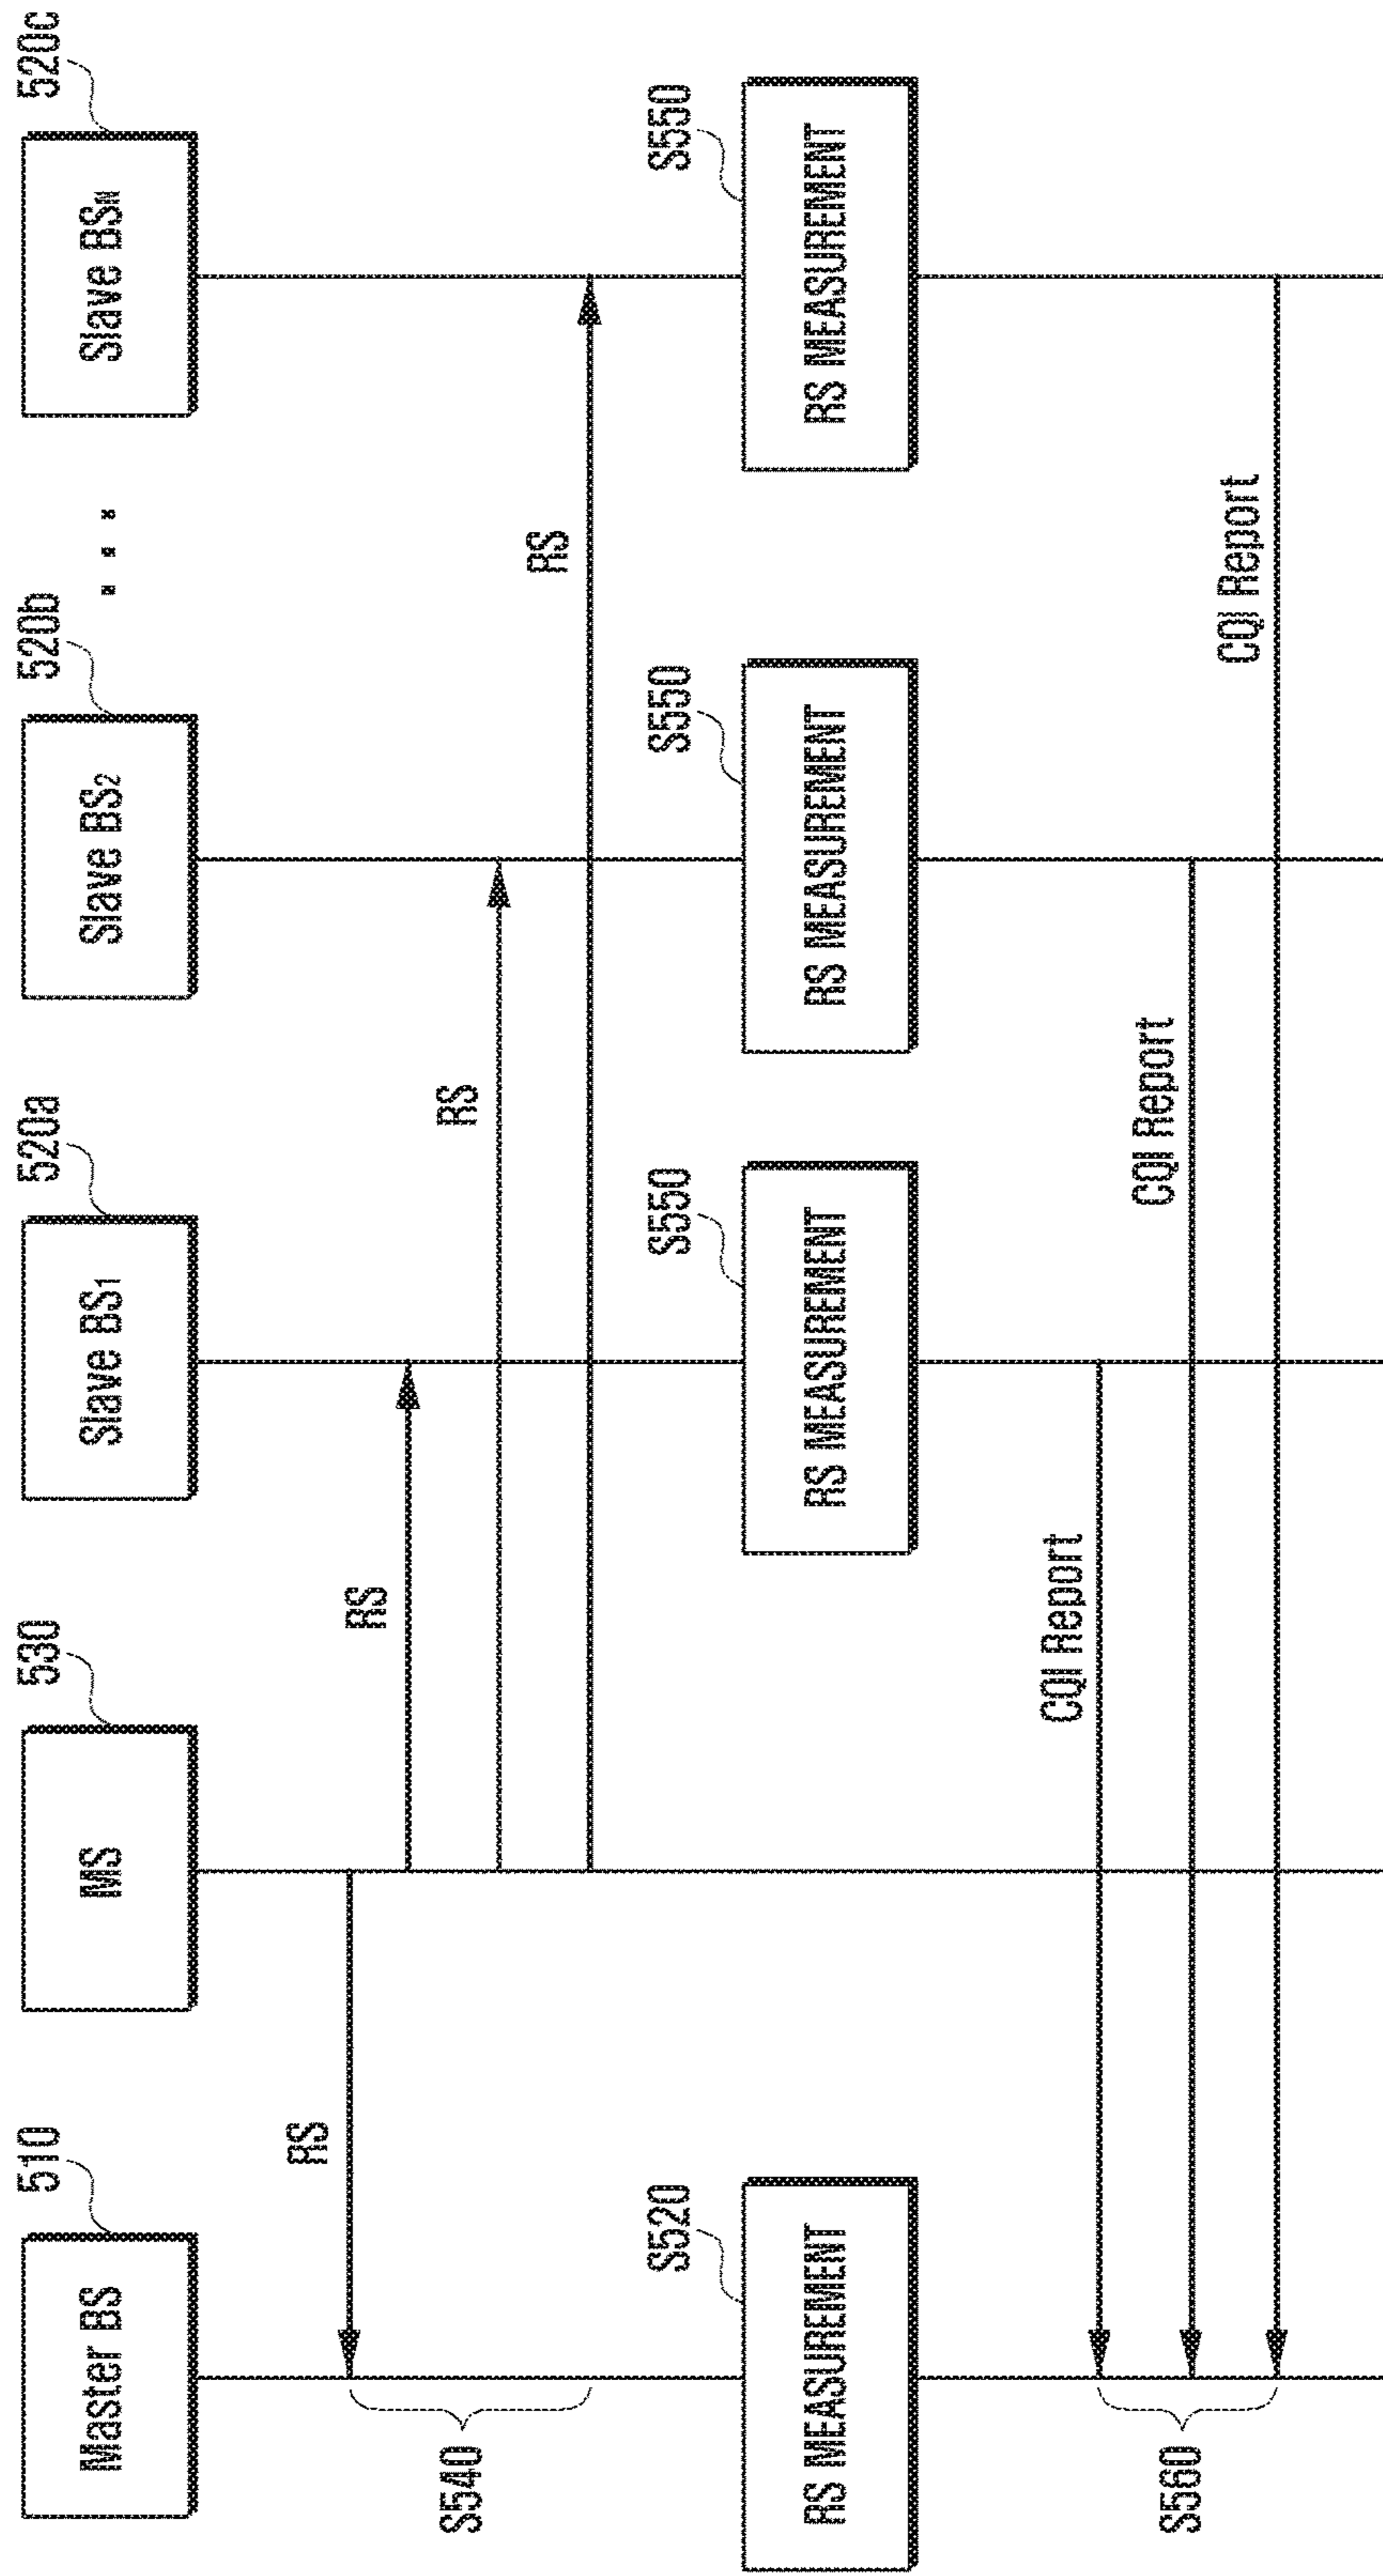 510
530
520a
520b
520c
Master BS
MS
Slave BS1
Slave BS2
Slave BSN
. . .
RS
RS
RS
RS
S540
S520
S550
S550
S550
RS MEASUREMENT
RS MEASUREMENT
RS MEASUREMENT
RS MEASUREMENT
CQI Report
CQI Report
CQI Report
S560